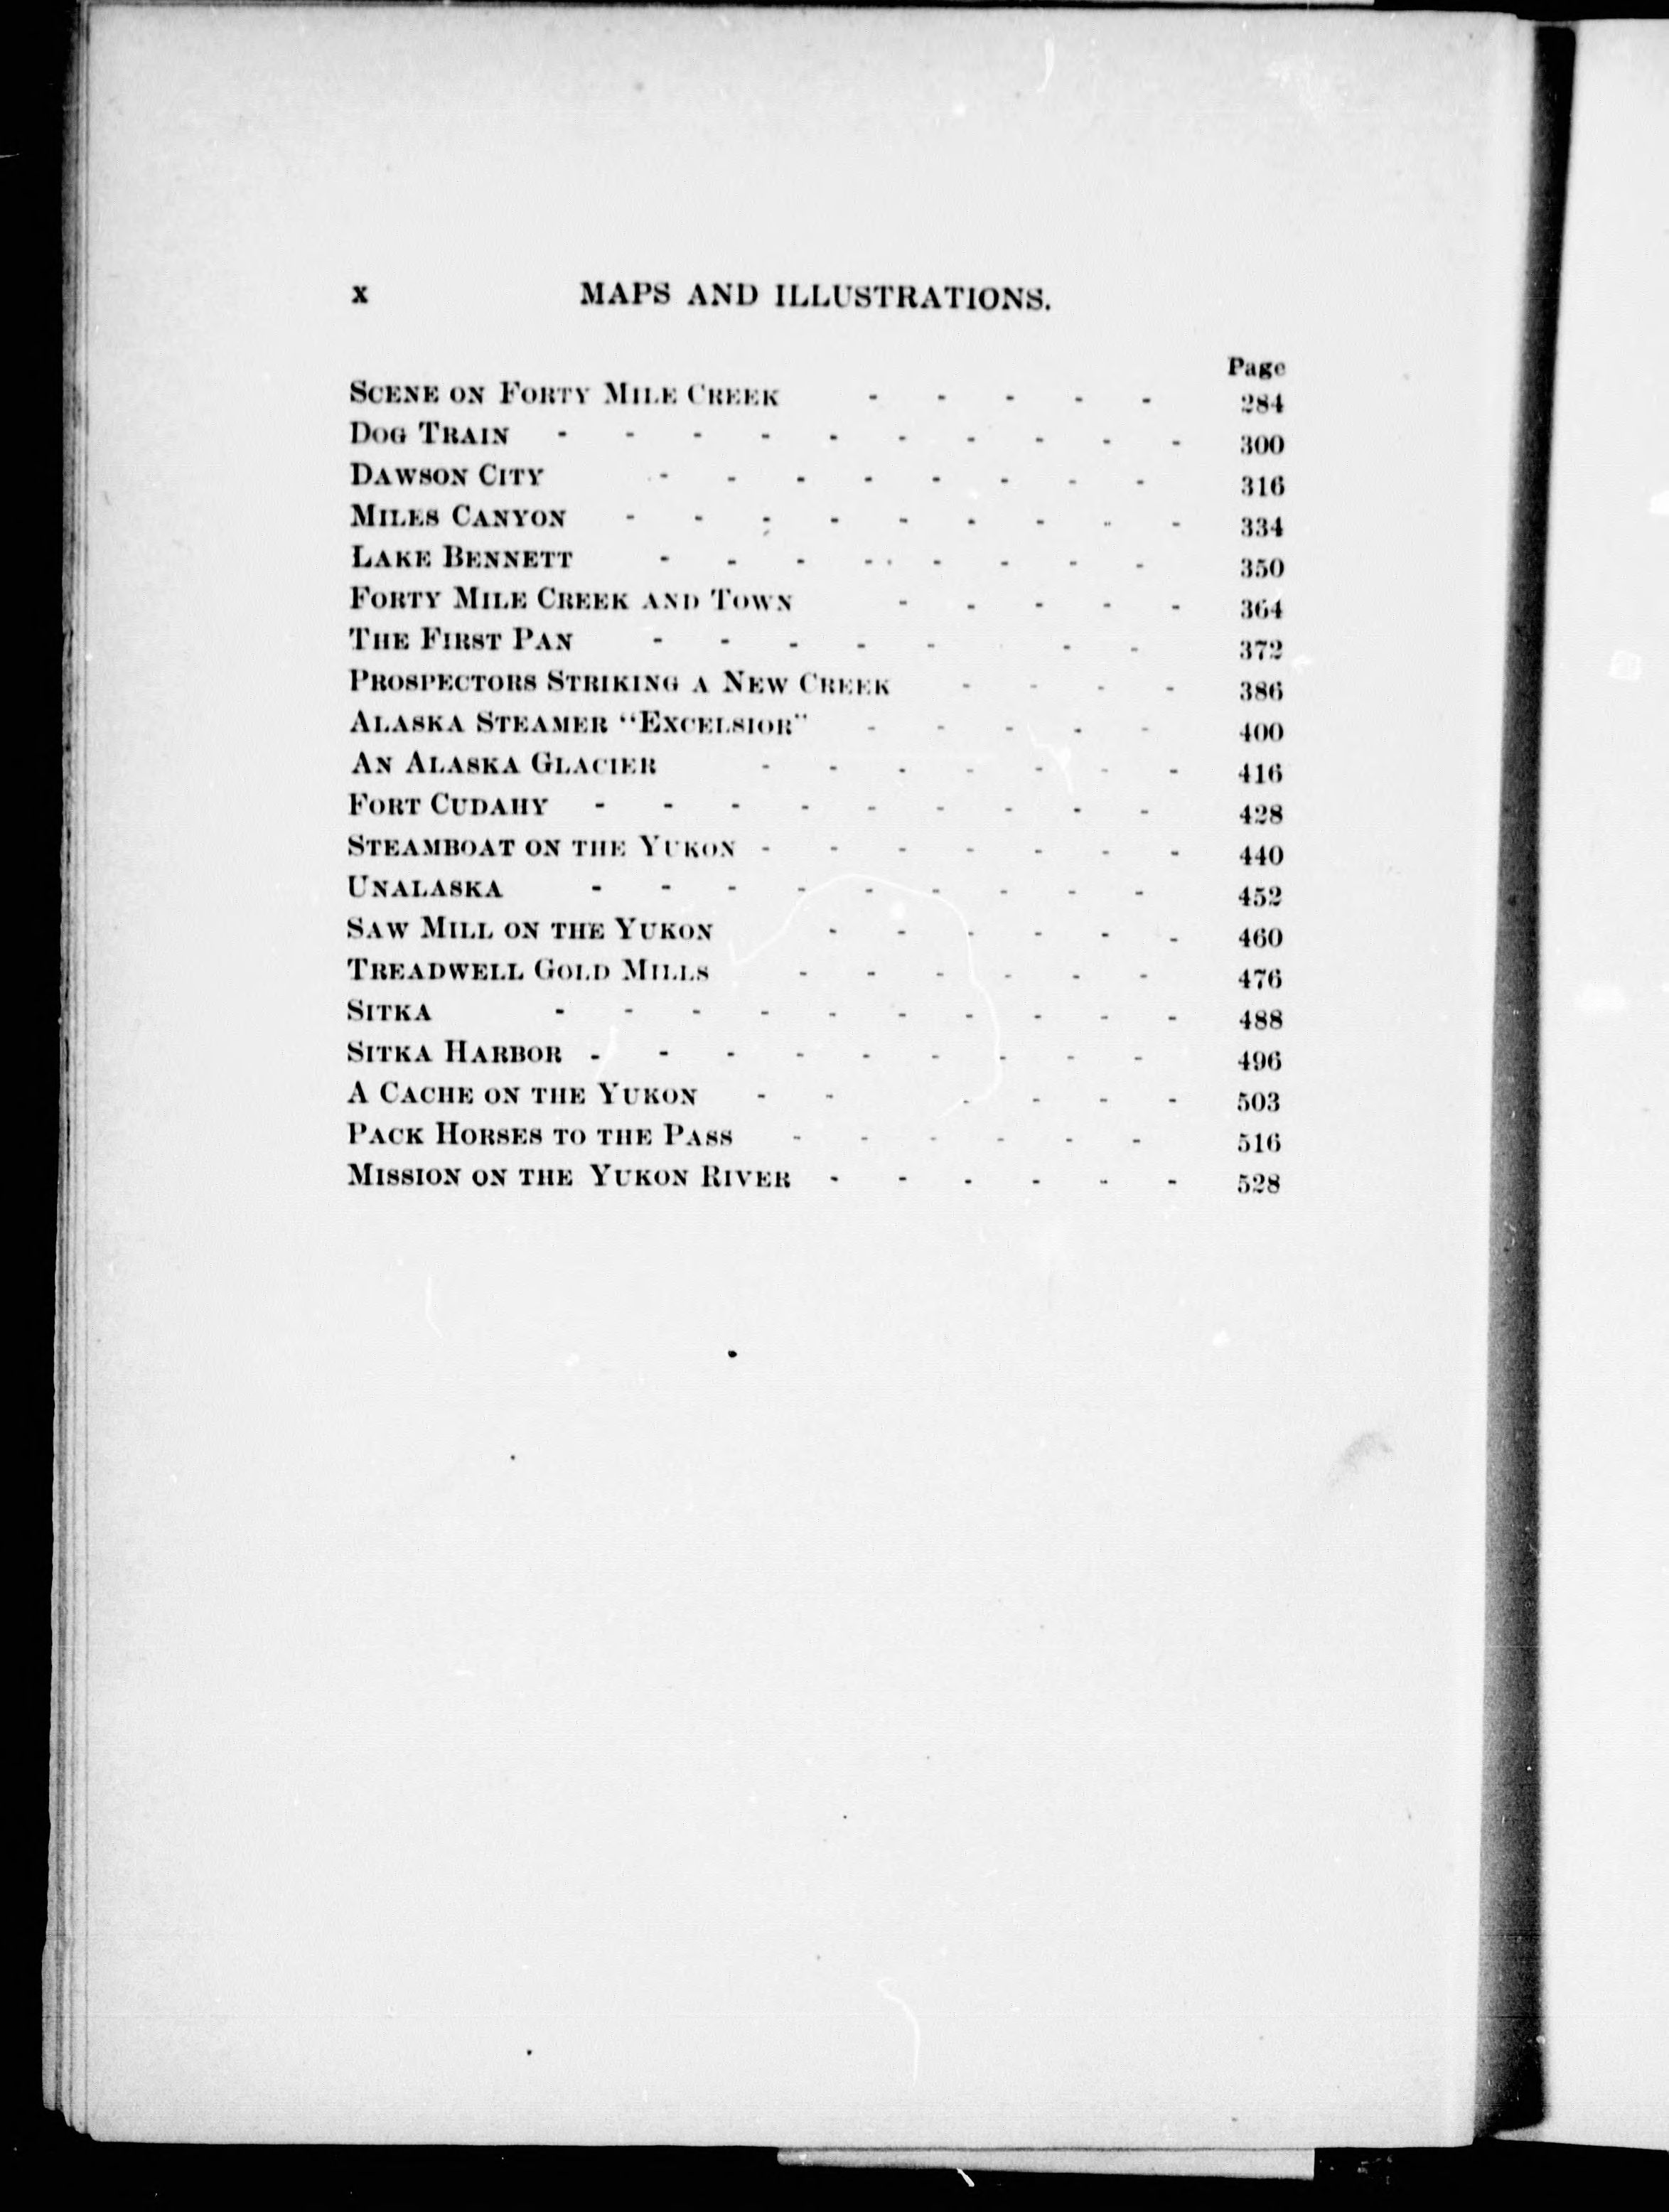 x MAPS AND ILLUSTRATIONS.
Page
SCENE ON FORTY MILE CREEK - - - - - 284
DOG TRAIN - - - - - - - - - - 300
DAWSON CITY - - - - - - - - 316
MILES CANYON - - - - - - - - - 334
LAKE BENNETT - - - - - - - - 350
FORTY MILE CREEK AND TOWN - - - - - 364
THE FIRST PAN - - - - - - - 372
PROSPECTORS STRIKING A NEW CREEK - - - - 386
ALASKA STEAMER "EXCELSIOR" - - - - - 400
AN ALASKA GLACIER - - - - - - - 416
FORT CUDAHY - - - - - - - - - 428
STEAMBOAT ON THE YUKON - - - - - - - 440
UNALASKA - - - - - - - - - 452
SAW MILL ON THE YUKON - - - - - - 460
TREADWELL GOLD MILLS - - - - - - 476
SITKA - - - - - - - - - - 488
SITKA HARBOR - - - - - - - - - 496
A CACHE ON THE YUKON - - - - - - 503
PACK HORSES TO THE PASS - - - - - - 516
MISSION ON THE YUKON RIVER - - - - - - 528